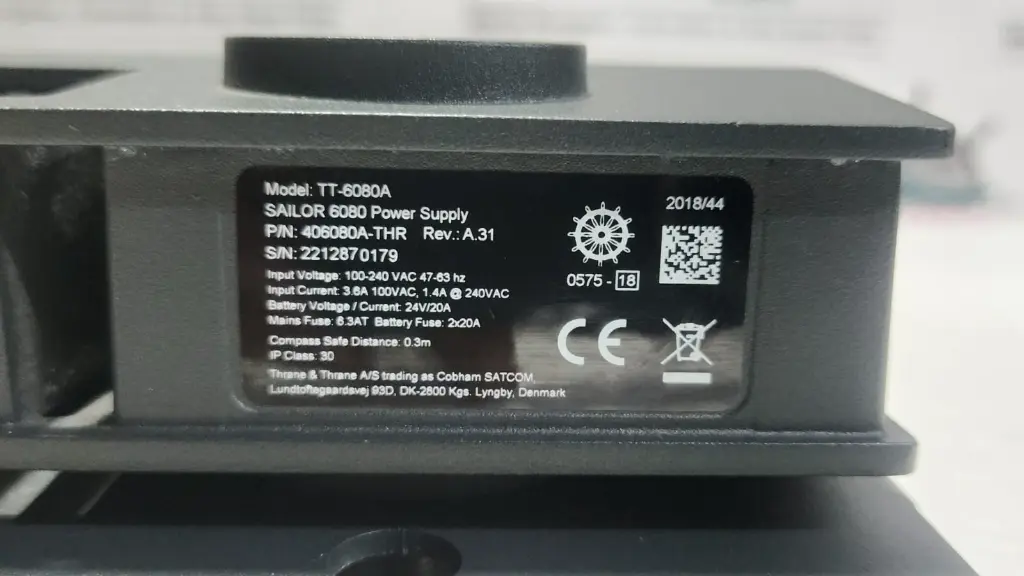 Model: TT-6080A
SAILOR 6080 Power Supply
P/N: 406080A-THR Rev.: A.31
S/N: 2212870179
Input Voltage: 100-240 VAC 47-63 hz
Input Current: 3.6A 100VAC, 1.4A @ 240VAC
Battery Voltage / Current: 24V/20A
Mains Fuse: 6.3AT Battery Fuse: 2x20A
Compass Safe Distance: 0.3m
IP Class: 30
Thrane & Thrane A/S trading as Cobham SATCOM,
Lundtoftegaardsvej 93D, DK-2800 Kgs. Lyngby, Denmark
2018/44
0575 - 18
CE